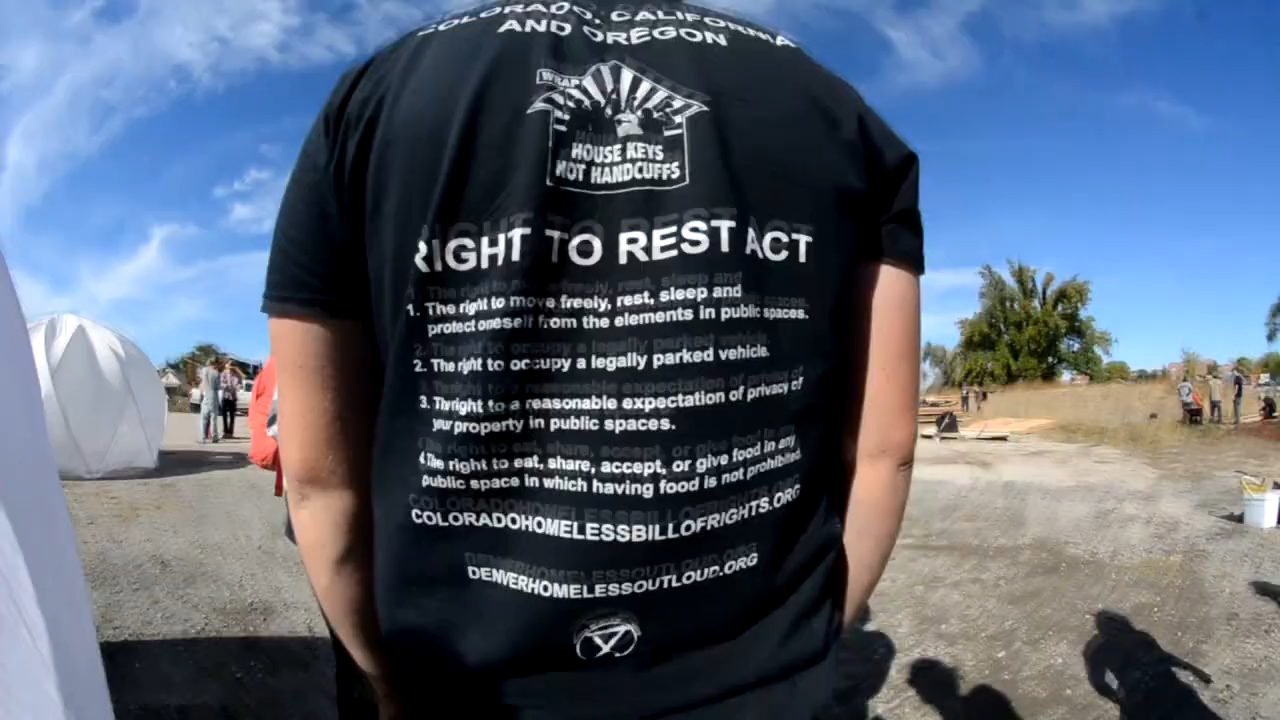 COLORADO, CALIFORNIA
AND OREGON
WRAP
HOUSE KEYS
NOT HANDCUFFS
RIGHT TO REST ACT
1. The right to move freely, rest, sleep and
protect oneself from the elements in public spaces.
2. The right to occupy a legally parked vehicle.
3. The right to a reasonable expectation of privacy of
your property in public spaces.
4. The right to eat, share, accept, or give food in any
public space in which having food is not prohibited.
COLORADOHOMELESSBILLOFRIGHTS.ORG
DENVERHOMELESSOUTLOUD.ORG